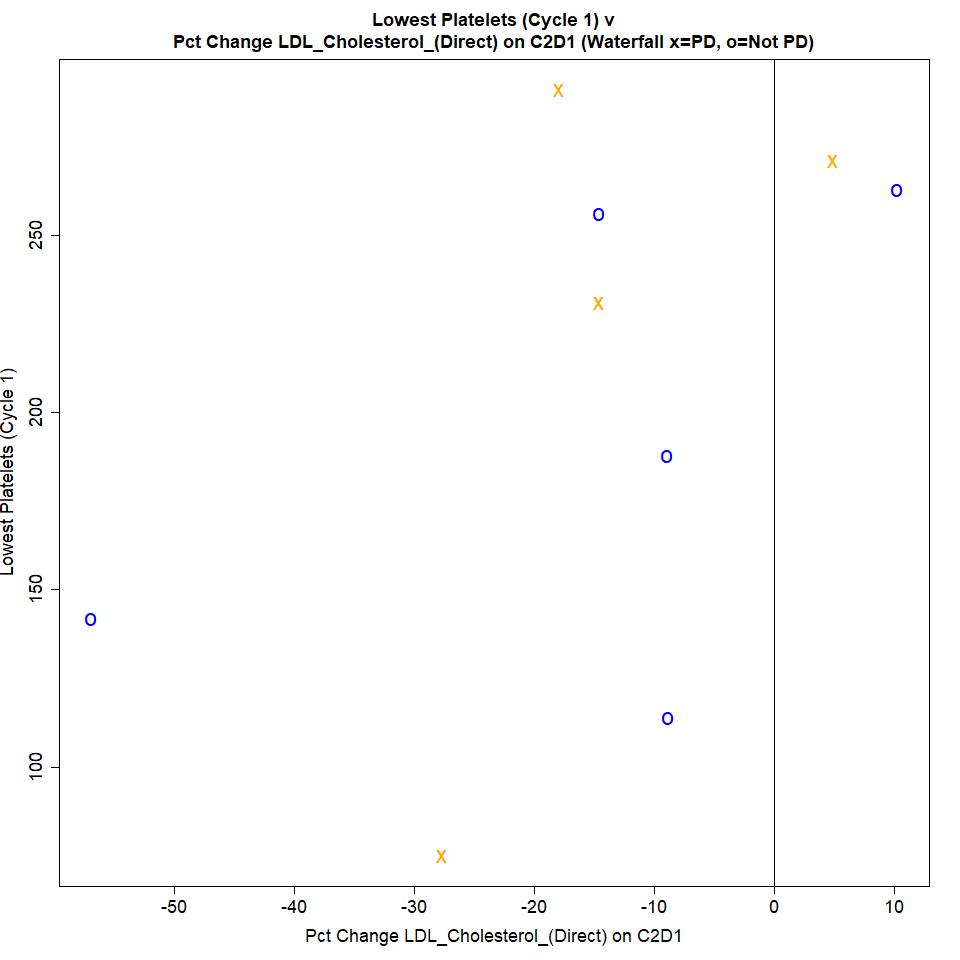 Lowest Platelets (Cycle 1) v
Pct Change LDL_Cholesterol_(Direct) on C2D1 (Waterfall x=PD, o=Not PD)
Lowest Platelets (Cycle 1)
250
200
150
100
X
X
O
O
X
O
O
O
X
-50 -40 -30 -20 -10 0 10
Pct Change LDL_Cholesterol_(Direct) on C2D1